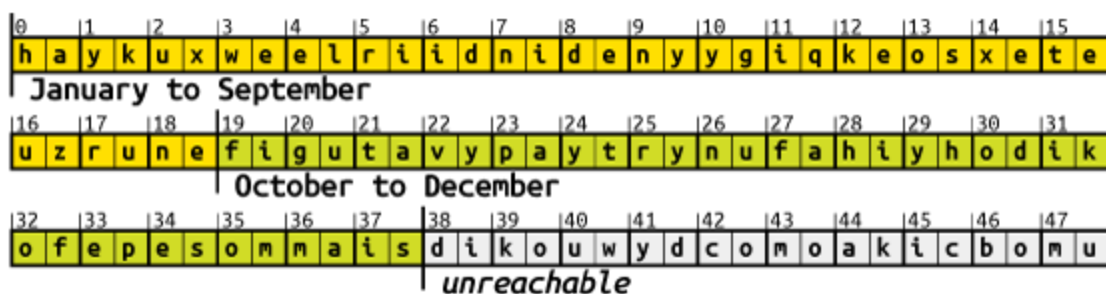 0 1 2 3 4 5 6 7 8 9 10 11 12 13 14 15
h a y k u x w e e l r i i d n i d e n y y g i q k e o s x e t e
January to September
16 17 18 19 20 21 22 23 24 25 26 27 28 29 30 31
u z r u n e f i g u t a v y p a y t r y n u f a h i y h o d i k
October to December
32 33 34 35 36 37 38 39 40 41 42 43 44 45 46 47
o f e p e s o m m a i s d i k o u w y d c o m o a k i c b o m u
unreachable